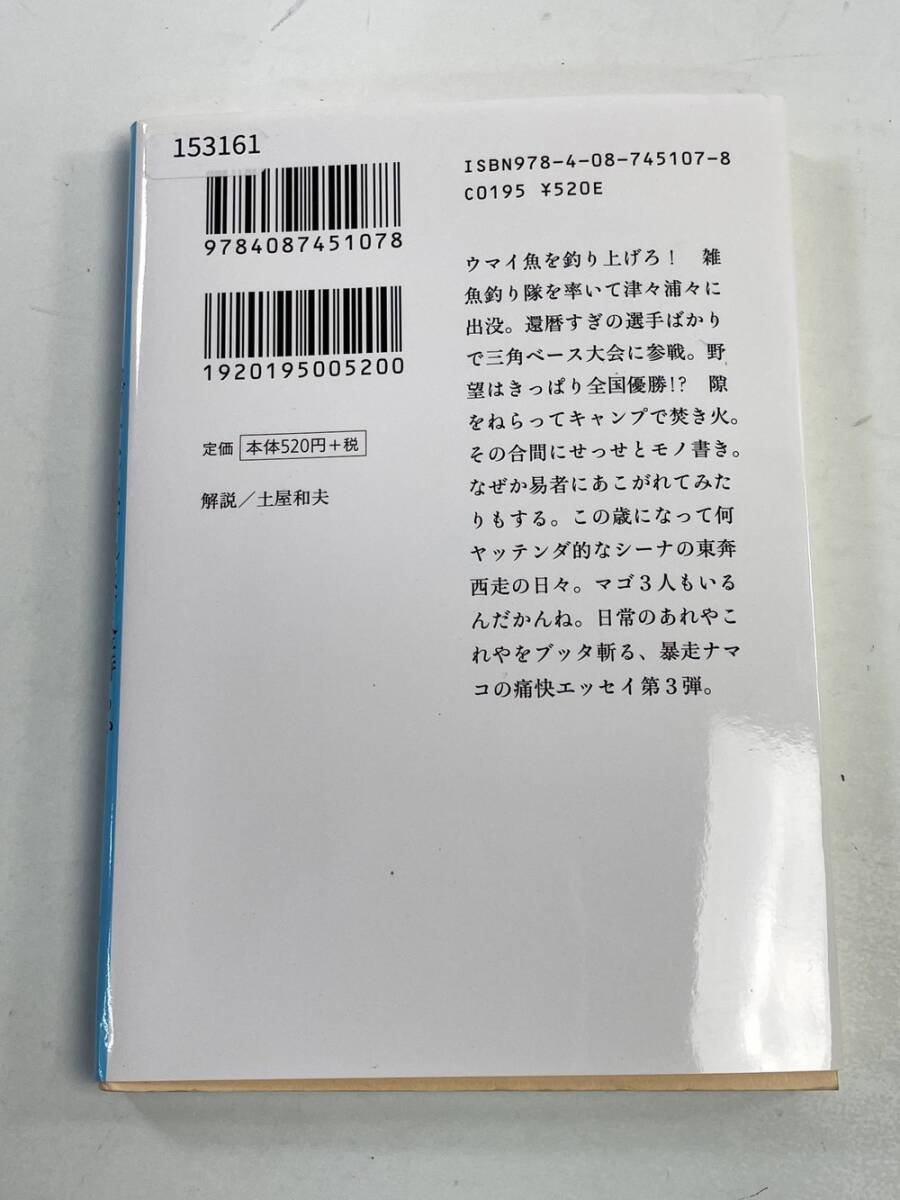 153161
9784087451078
1920195005200
定価 本体520円+税
解説／土屋和夫
ISBN978-4-08-745107-8
C0195 ¥520E
ウマイ魚を釣り上げろ！　雑
魚釣り隊を率いて津々浦々に
出没。還暦すぎの選手ばかり
で三角ベース大会に参戦。野
望はきっぱり全国優勝!?　隙
をねらってキャンプで焚き火。
その合間にせっせとモノ書き。
なぜか易者にあこがれてみた
りもする。この歳になって何
ヤッテンダ的なシーナの東奔
西走の日々。マゴ３人もいる
んだかんね。日常のあれやこ
れやをブッタ斬る、暴走ナマ
コの痛快エッセイ第３弾。